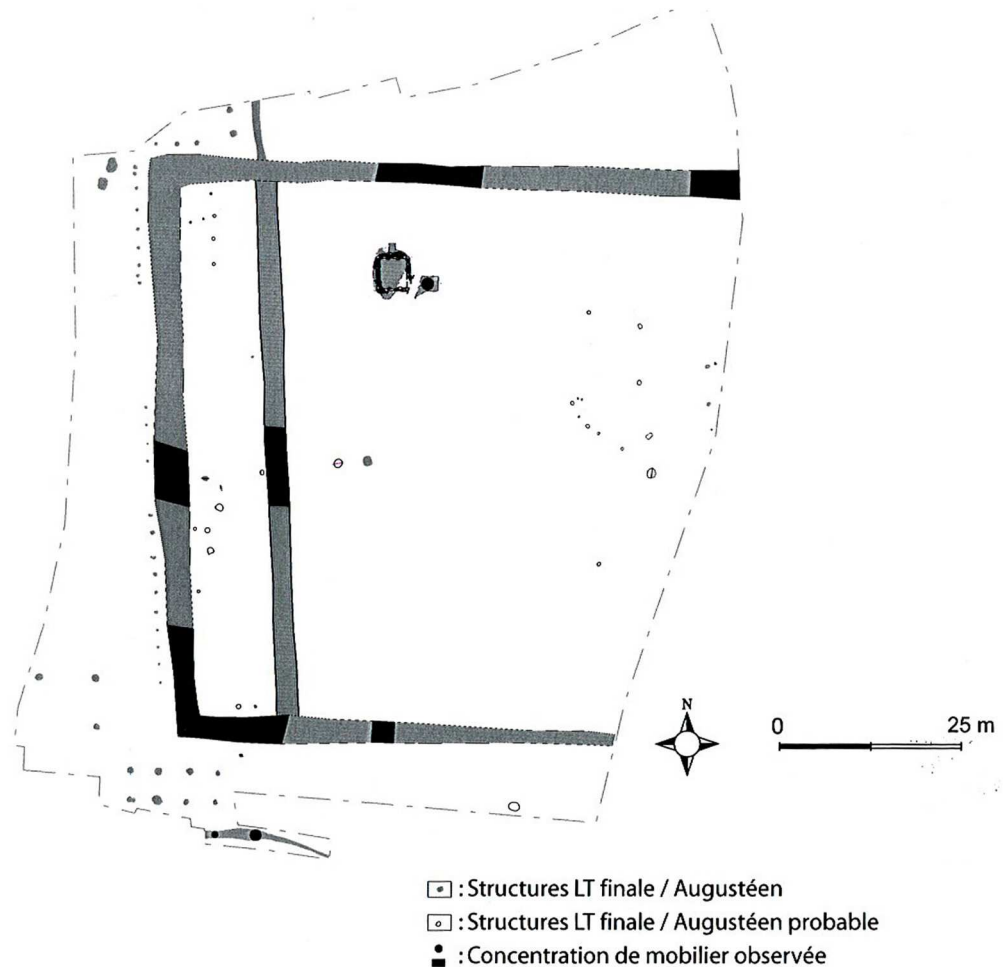 N
0 25 m
: Structures LT finale / Augustéen
: Structures LT finale / Augustéen probable
: Concentration de mobilier observée